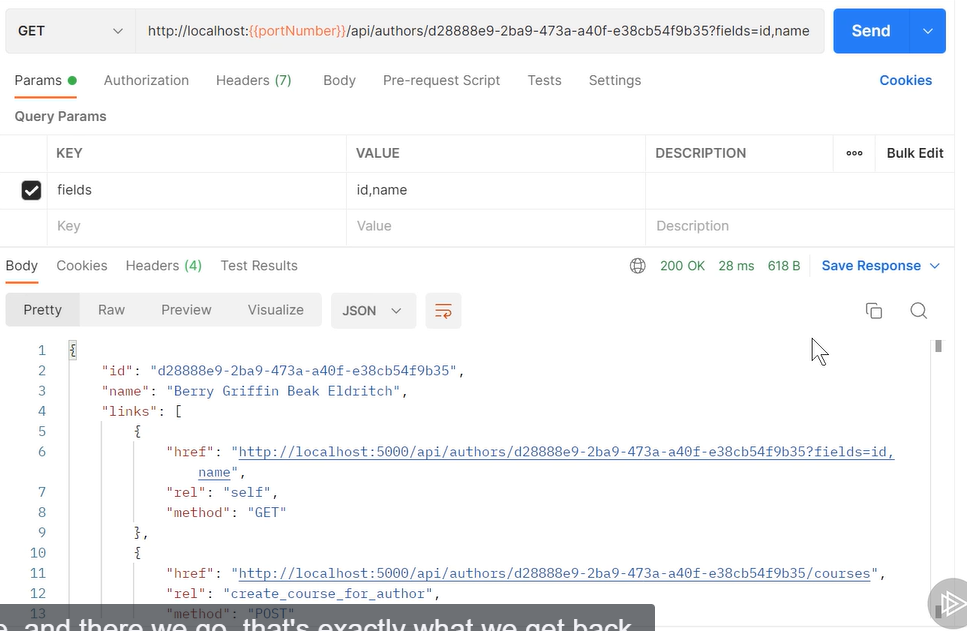 GET http://localhost:{{portNumber}}/api/authors/d28888e9-2ba9-473a-a40f-e38cb54f9b35?fields=id,name Send
Params Authorization Headers (7) Body Pre-request Script Tests Settings Cookies
Query Params
KEY VALUE DESCRIPTION Bulk Edit
fields id,name
Key Value Description
Body Cookies Headers (4) Test Results 200 OK 28 ms 618 B Save Response
Pretty Raw Preview Visualize JSON
1 {
2 "id": "d28888e9-2ba9-473a-a40f-e38cb54f9b35",
3 "name": "Berry Griffin Beak Eldritch",
4 "links": [
5 {
6 "href": "http://localhost:5000/api/authors/d28888e9-2ba9-473a-a40f-e38cb54f9b35?fields=id,
name",
7 "rel": "self",
8 "method": "GET"
9 },
10 {
11 "href": "http://localhost:5000/api/authors/d28888e9-2ba9-473a-a40f-e38cb54f9b35/courses",
12 "rel": "create_course_for_author",
13 "method": "POST"
and there we go, that's exactly what we get back